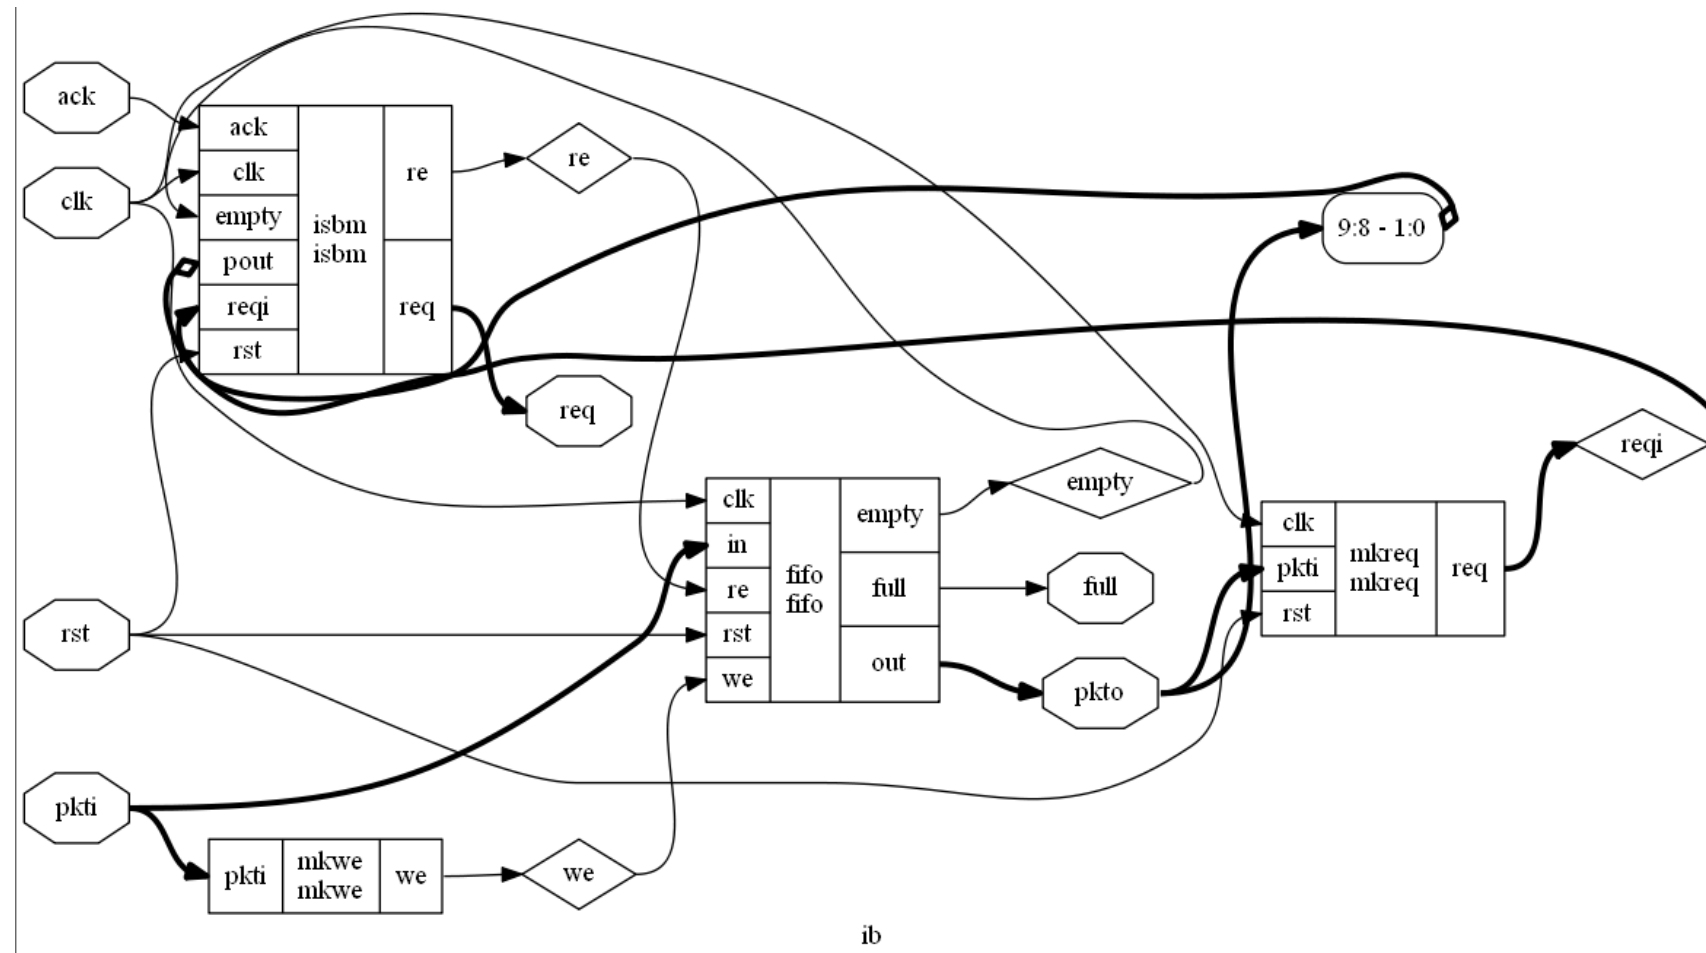 ack
clk
rst
pkti
ack
clk
empty
pout
reqi
rst
isbm
isbm
re
req
re
req
clk
in
re
rst
we
fifo
fifo
empty
full
out
empty
full
pkto
9:8 - 1:0
clk
pkti
rst
mkreq
mkreq
req
reqi
pkti
mkwe
mkwe
we
we
ib